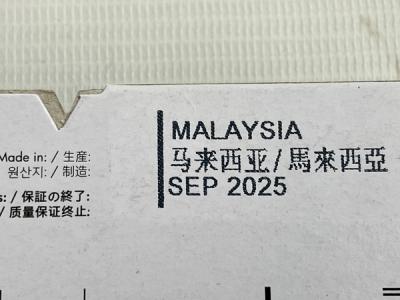 MALAYSIA
Made in: / 生産: 马来西亚/馬來西亞
원산지: / 制造:
SEP 2025
s: / 保証の終了:
/ 质量保证终止: